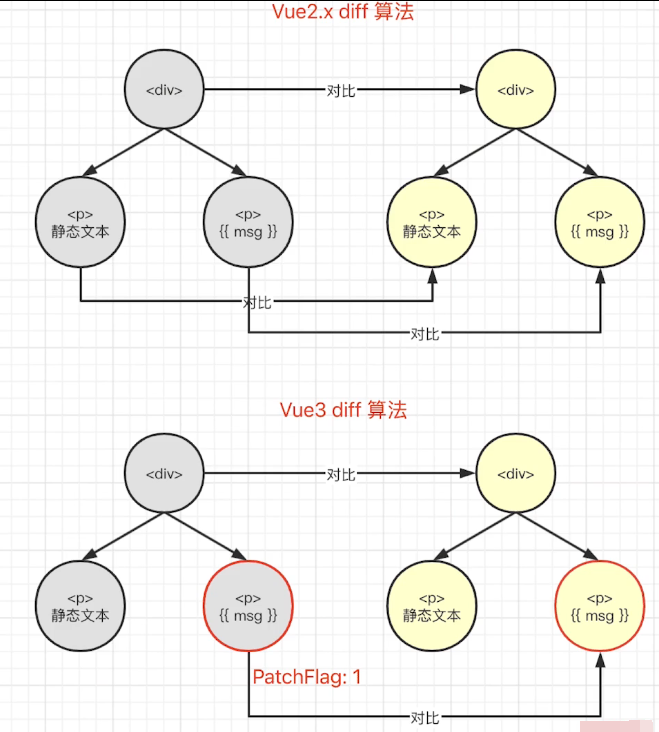 Vue2.x diff 算法
<div>
对比
<div>
<p>
静态文本
<p>
{{ msg }}
<p>
静态文本
<p>
{{ msg }}
对比
对比
Vue3 diff 算法
<div>
对比
<div>
<p>
静态文本
<p>
{{ msg }}
<p>
静态文本
<p>
{{ msg }}
PatchFlag: 1
对比